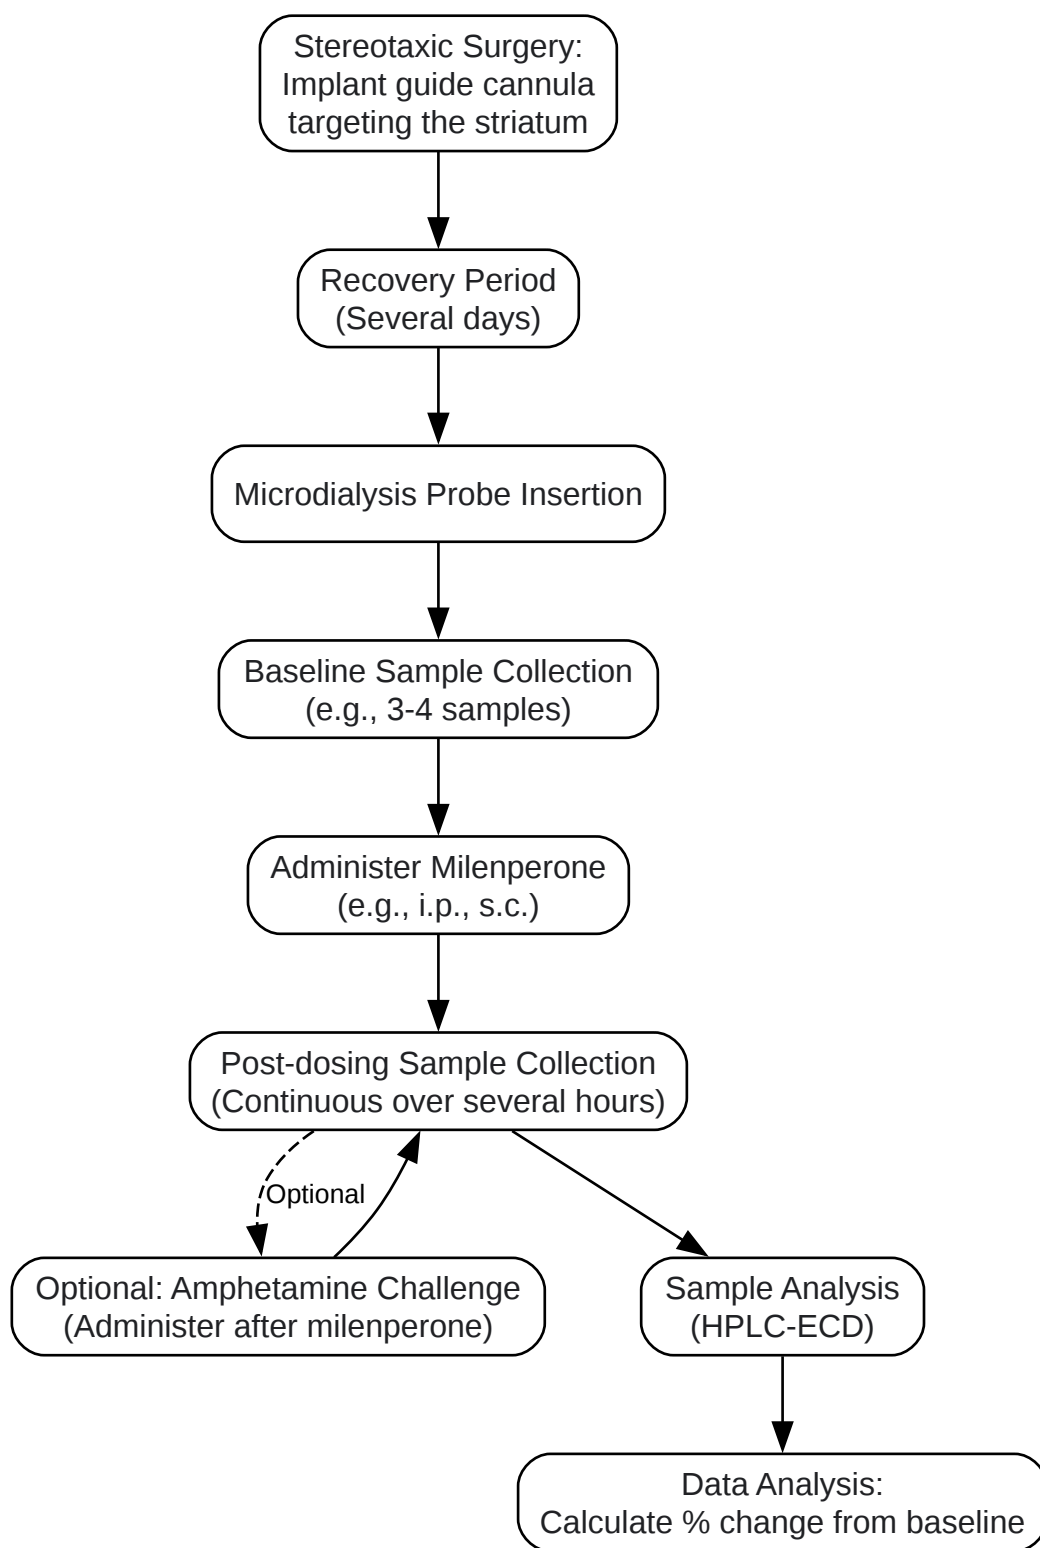 Stereotaxic Surgery:
Implant guide cannula
targeting the striatum
Recovery Period
(Several days)
Microdialysis Probe Insertion
Baseline Sample Collection
(e.g., 3-4 samples)
Administer Milenperone
(e.g., i.p., s.c.)
Post-dosing Sample Collection
(Continuous over several hours)
Optional
Optional: Amphetamine Challenge
(Administer after milenperone)
Sample Analysis
(HPLC-ECD)
Data Analysis:
Calculate % change from baseline